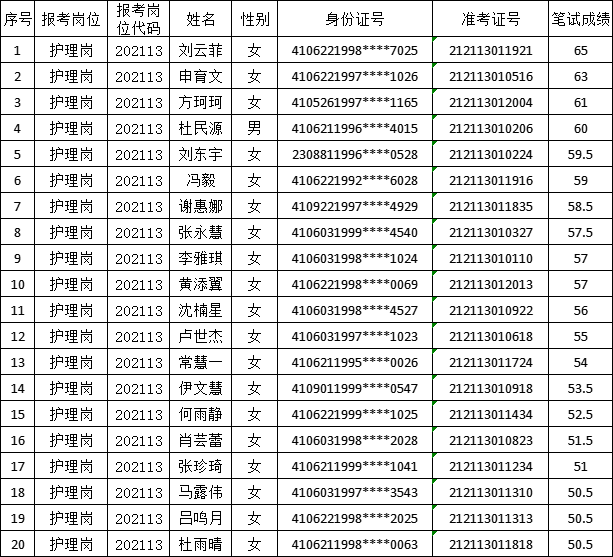 序号 报考岗位 报考岗位代码 姓名 性别 身份证号 准考证号 笔试成绩
1 护理岗 202113 刘云菲 女 4106221998****7025 212113011921 65
2 护理岗 202113 申育文 女 4106221997****1026 212113010516 63
3 护理岗 202113 方珂珂 女 4105261997****1165 212113012004 61
4 护理岗 202113 杜民源 男 4106211996****4015 212113010206 60
5 护理岗 202113 刘东宇 女 2308811996****0528 212113010224 59.5
6 护理岗 202113 冯毅 女 4106221992****6028 212113011916 59
7 护理岗 202113 谢惠娜 女 4109221997****4929 212113011835 58.5
8 护理岗 202113 张永慧 女 4106031999****4540 212113010327 57.5
9 护理岗 202113 李雅琪 女 4106031998****1024 212113010110 57
10 护理岗 202113 黄添翼 女 4106221998****0069 212113012013 57
11 护理岗 202113 沈楠星 女 4106031998****4527 212113010922 56
12 护理岗 202113 卢世杰 女 4106031997****1023 212113010618 55
13 护理岗 202113 常慧一 女 4106211995****0026 212113011724 54
14 护理岗 202113 伊文慧 女 4109011999****0547 212113010918 53.5
15 护理岗 202113 何雨静 女 4106221999****1025 212113011434 52.5
16 护理岗 202113 肖芸蕾 女 4106031998****2028 212113010823 51.5
17 护理岗 202113 张珍琦 女 4106211999****1041 212113011234 51
18 护理岗 202113 马露伟 女 4106031997****3543 212113011310 50.5
19 护理岗 202113 吕鸣月 女 4106221998****2025 212113011313 50.5
20 护理岗 202113 杜雨晴 女 4106211998****0063 212113011818 50.5